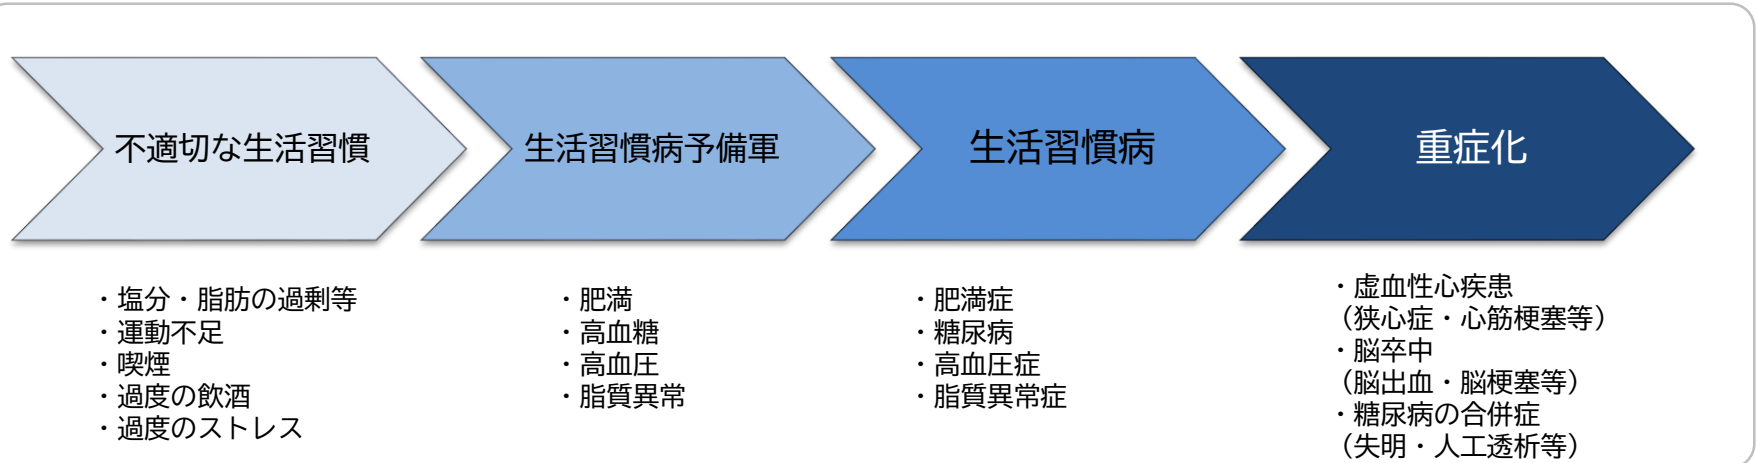 不適切な生活習慣
・塩分・脂肪の過剰等
・運動不足
・喫煙
・過度の飲酒
・過度のストレス
生活習慣病予備軍
・肥満
・高血糖
・高血圧
・脂質異常
生活習慣病
・肥満症
・糖尿病
・高血圧症
・脂質異常症
重症化
・虚血性心疾患
（狭心症・心筋梗塞等）
・脳卒中
（脳出血・脳梗塞等）
・糖尿病の合併症
（失明・人工透析等）